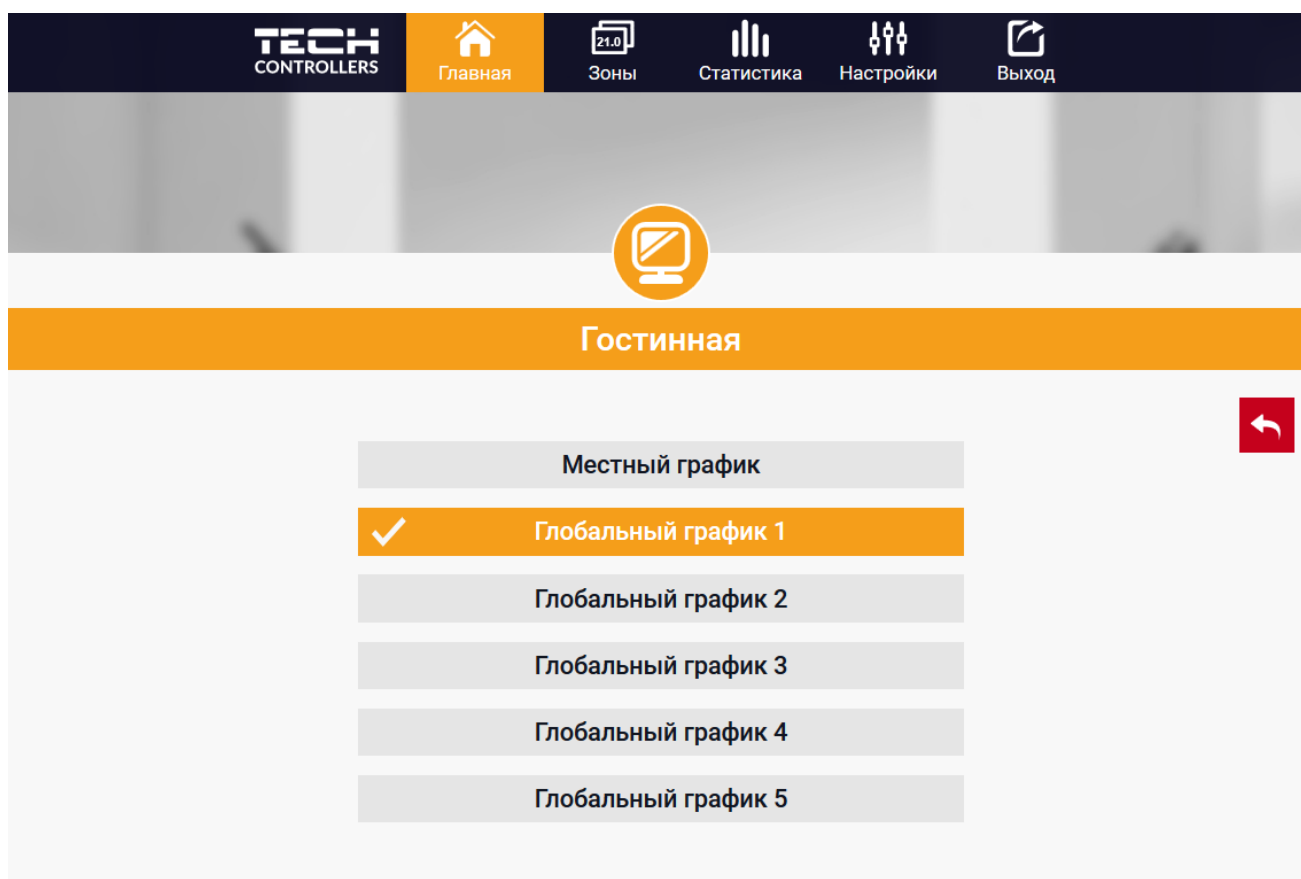 TECH
CONTROLLERS
Главная
21.0
Зоны
Статистика
Настройки
Выход
Гостинная
Местный график
Глобальный график 1
Глобальный график 2
Глобальный график 3
Глобальный график 4
Глобальный график 5